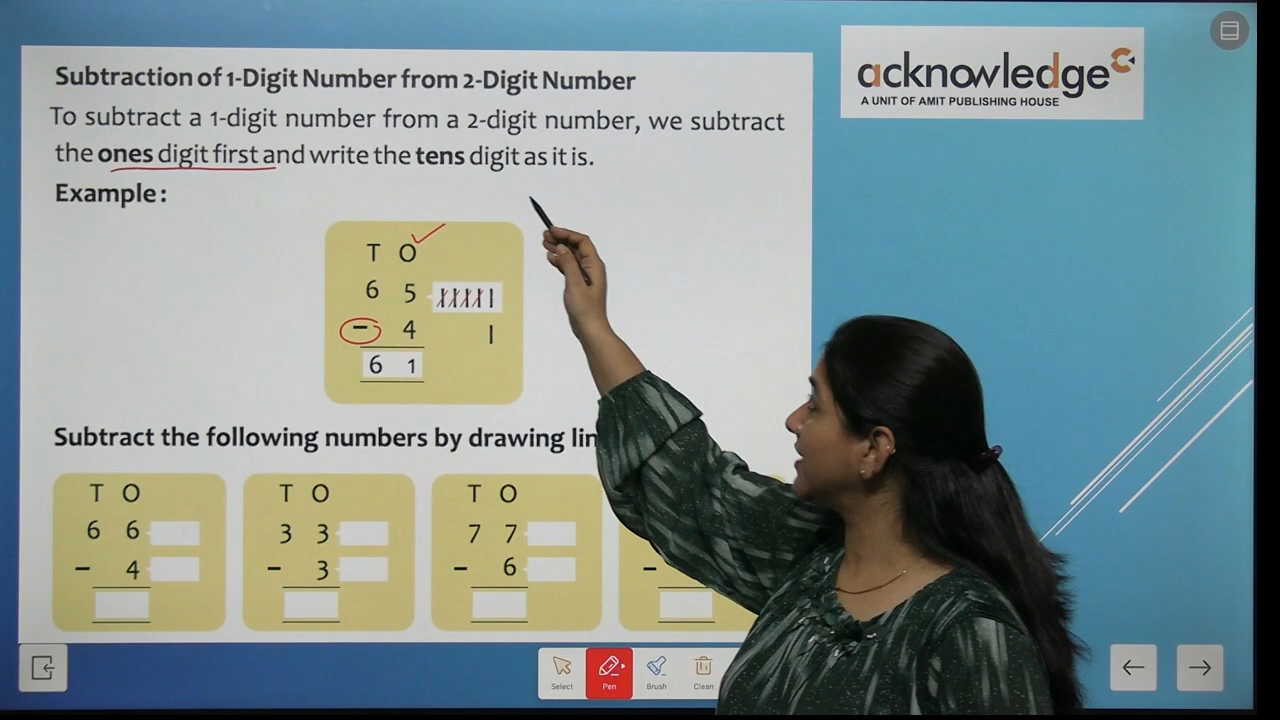 Subtraction of 1-Digit Number from 2-Digit Number
To subtract a 1-digit number from a 2-digit number, we subtract
the ones digit first and write the tens digit as it is.
Example:
T O
6 5
- 4
6 1
Subtract the following numbers by drawing
T O
6 6
- 4
T O
3 3
- 3
T O
7 7
- 6
-
acknowledge
A UNIT OF AMIT PUBLISHING HOUSE
Select
Pen
Brush
Clean